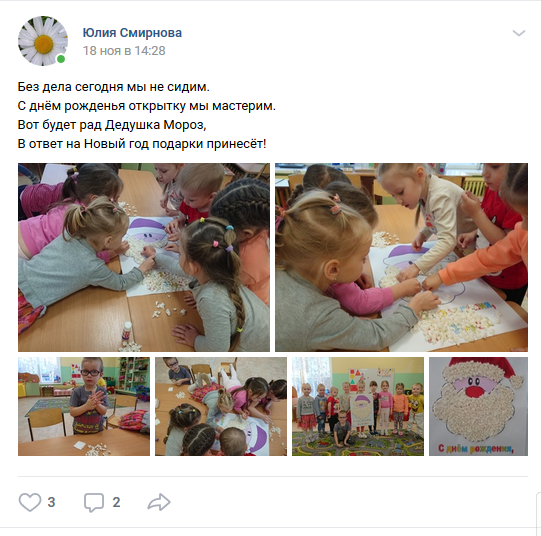 Юлия Смирнова
18 ноя в 14:28
Без дела сегодня мы не сидим.
С днём рожденья открытку мы мастерим.
Вот будет рад Дедушка Мороз,
В ответ на Новый год подарки принесёт!
С днём рождения,
3
2